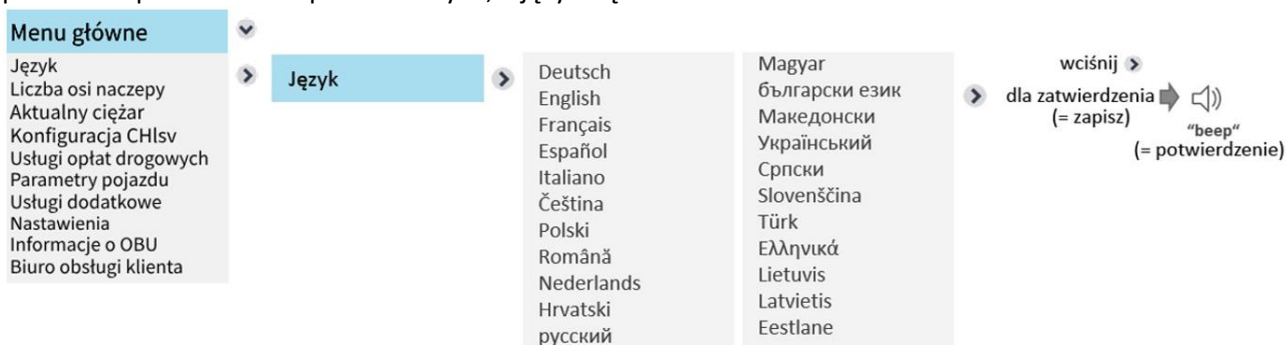 Menu główne
Język
Liczba osi naczepy
Aktualny ciężar
Konfiguracja CHlsv
Usługi opłat drogowych
Parametry pojazdu
Usługi dodatkowe
Nastawienia
Informacje o OBU
Biuro obsługi klienta
Język
Deutsch
English
Français
Español
Italiano
Čeština
Polski
Română
Nederlands
Hrvatski
русский
Magyar
български език
Македонски
Український
Српски
Slovenščina
Türk
Ελληνικά
Lietuvis
Latvietis
Eestlane
wciśnij
dla zatwierdzenia
(= zapisz)
"beep"
(= potwierdzenie)